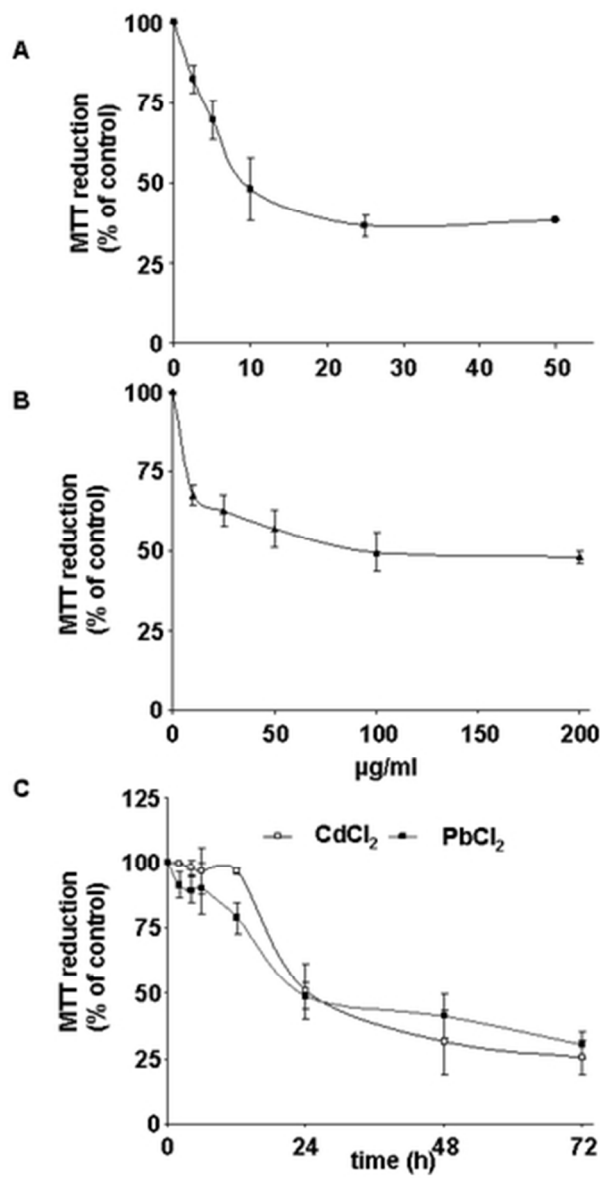 A
MTT reduction
(% of control)
100
75
50
25
0
0 10 20 30 40 50
B
MTT reduction
(% of control)
100
75
50
25
0
0 50 100 150 200
µg/ml
C
MTT reduction
(% of control)
125
100
75
50
25
0
CdCl₂ PbCl₂
0 24 48 72
time (h)